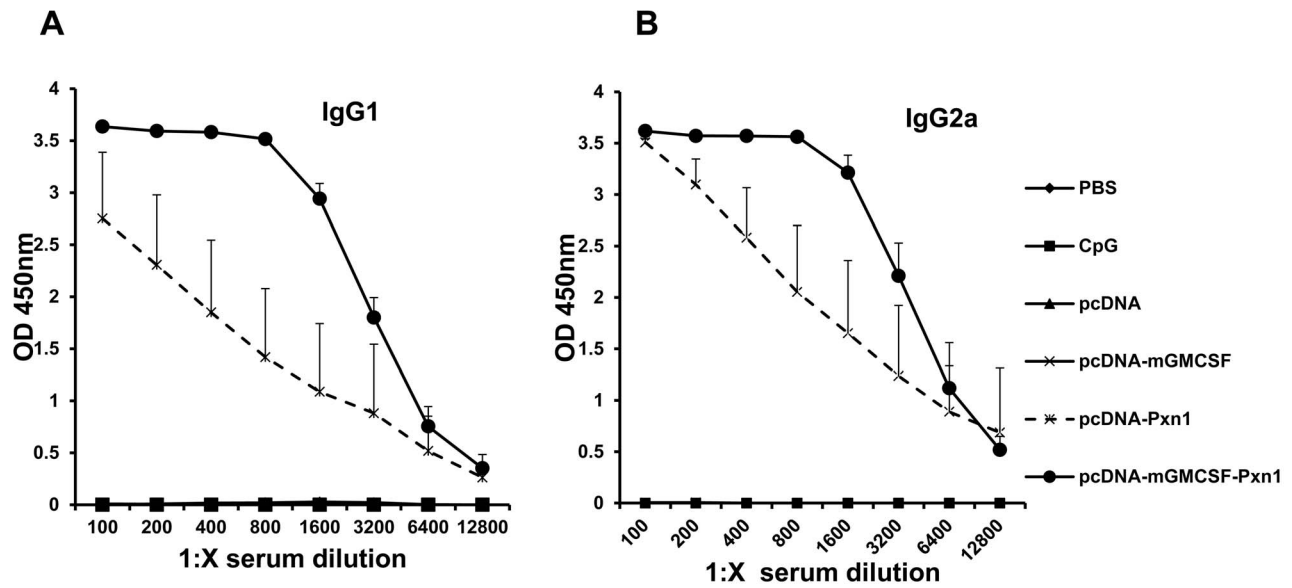 A
IgG1
4
3.5
3
2.5
2
1.5
1
0.5
0
OD 450nm
100 200 400 800 1600 3200 6400 12800
1:X serum dilution
B
IgG2a
4
3.5
3
2.5
2
1.5
1
0.5
0
OD 450nm
100 200 400 800 1600 3200 6400 12800
1:X serum dilution
PBS
CpG
pcDNA
pcDNA-mGMCSF
pcDNA-Pxn1
pcDNA-mGMCSF-Pxn1